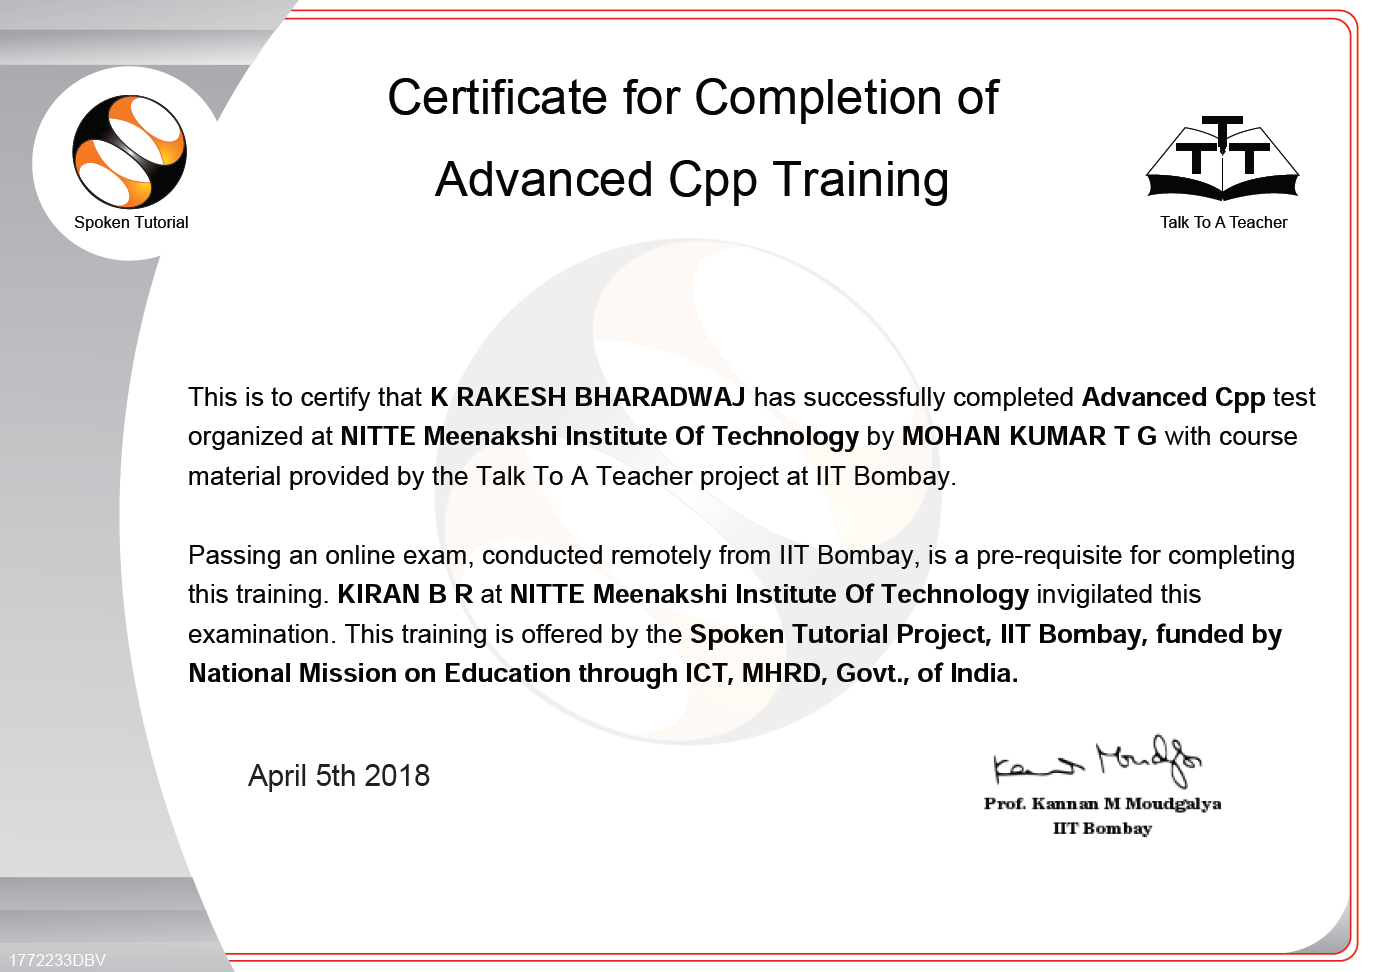 Certificate for Completion of
Advanced Cpp Training
Spoken Tutorial
TTT
Talk To A Teacher
This is to certify that K RAKESH BHARADWAJ has successfully completed Advanced Cpp test
organized at NITTE Meenakshi Institute Of Technology by MOHAN KUMAR T G with course
material provided by the Talk To A Teacher project at IIT Bombay.
Passing an online exam, conducted remotely from IIT Bombay, is a pre-requisite for completing
this training. KIRAN B R at NITTE Meenakshi Institute Of Technology invigilated this
examination. This training is offered by the Spoken Tutorial Project, IIT Bombay, funded by
National Mission on Education through ICT, MHRD, Govt., of India.
April 5th 2018
Kannan Moudgalya
Prof. Kannan M Moudgalya
IIT Bombay
1772233DBV